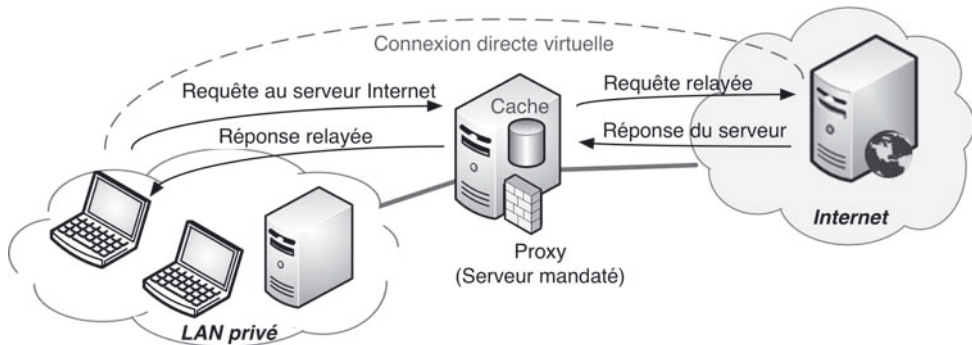 Connexion directe virtuelle
Requête au serveur Internet
Requête relayée
Cache
Réponse relayée
Réponse du serveur
Internet
Proxy
(Serveur mandaté)
LAN privé